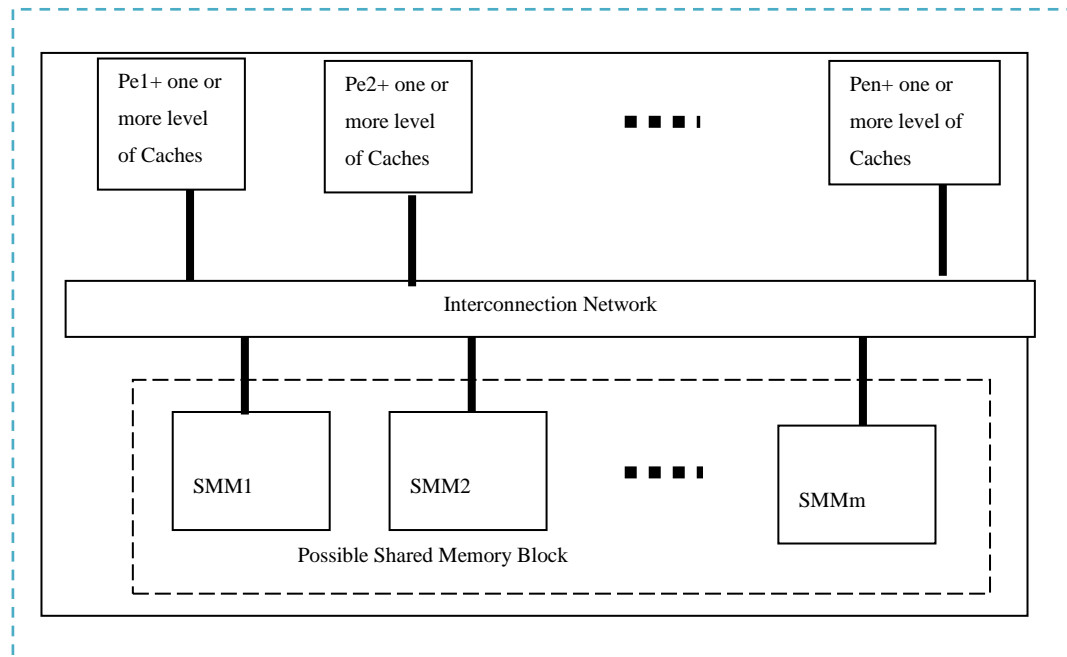 Pe1+ one or
more level
of Caches
Pe2+ one or
more level
of Caches
Pen+ one or
more level of
Caches
Interconnection Network
SMM1
SMM2
SMMm
Possible Shared Memory Block